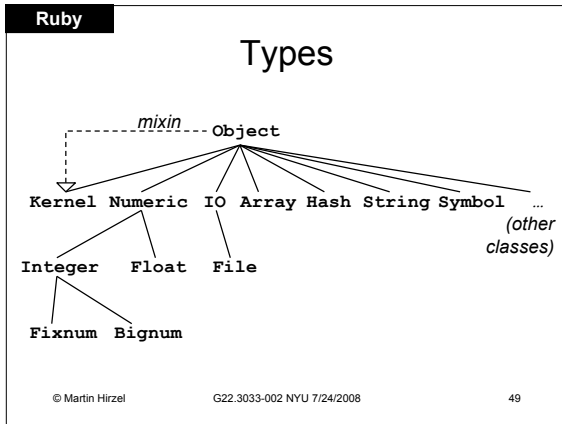 Ruby
Types
mixin
Object
Kernel Numeric IO Array Hash String Symbol …
(other
classes)
Integer Float File
Fixnum Bignum
© Martin Hirzel G22.3033-002 NYU 7/24/2008 49